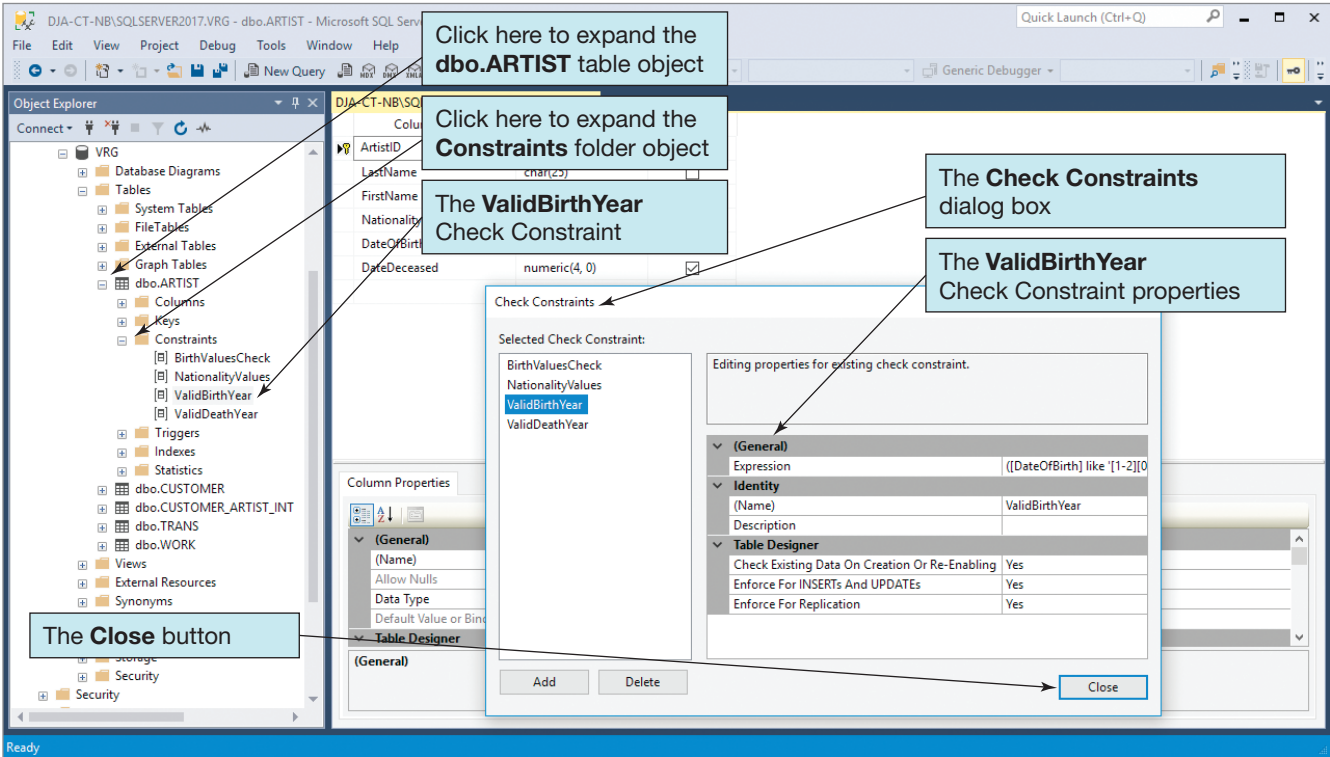 DJA-CT-NB\SQLSERVER2017.VRG - dbo.ARTIST - Microsoft SQL
Quick Launch (Ctrl+Q)
File Edit View Project Debug Tools Window Help
New Query
Generic Debugger
Click here to expand the
dbo.ARTIST table object
Click here to expand the
Constraints folder object
The ValidBirthYear
Check Constraint
The Check Constraints
dialog box
The ValidBirthYear
Check Constraint properties
The Close button
Object Explorer
Connect
VRG
Database Diagrams
Tables
System Tables
FileTables
External Tables
Graph Tables
dbo.ARTIST
Columns
Keys
Constraints
BirthValuesCheck
NationalityValues
ValidBirthYear
ValidDeathYear
Triggers
Indexes
Statistics
dbo.CUSTOMER
dbo.CUSTOMER_ARTIST_INT
dbo.TRANS
dbo.WORK
Views
External Resources
Synonyms
Storage
Security
Security
ArtistID
LastName char(25)
FirstName
Nationality
DateDeceased numeric(4, 0)
Column Properties
(General)
(Name)
Allow Nulls
Data Type
Default Value or
Table Designer
(General)
Check Constraints
Selected Check Constraint:
BirthValuesCheck
NationalityValues
ValidBirthYear
ValidDeathYear
Add Delete
Editing properties for existing check constraint.
(General)
Expression ([DateOfBirth] like '[1-2][0
Identity
(Name) ValidBirthYear
Description
Table Designer
Check Existing Data On Creation Or Re-Enabling Yes
Enforce For INSERTs And UPDATEs Yes
Enforce For Replication Yes
Close
Ready